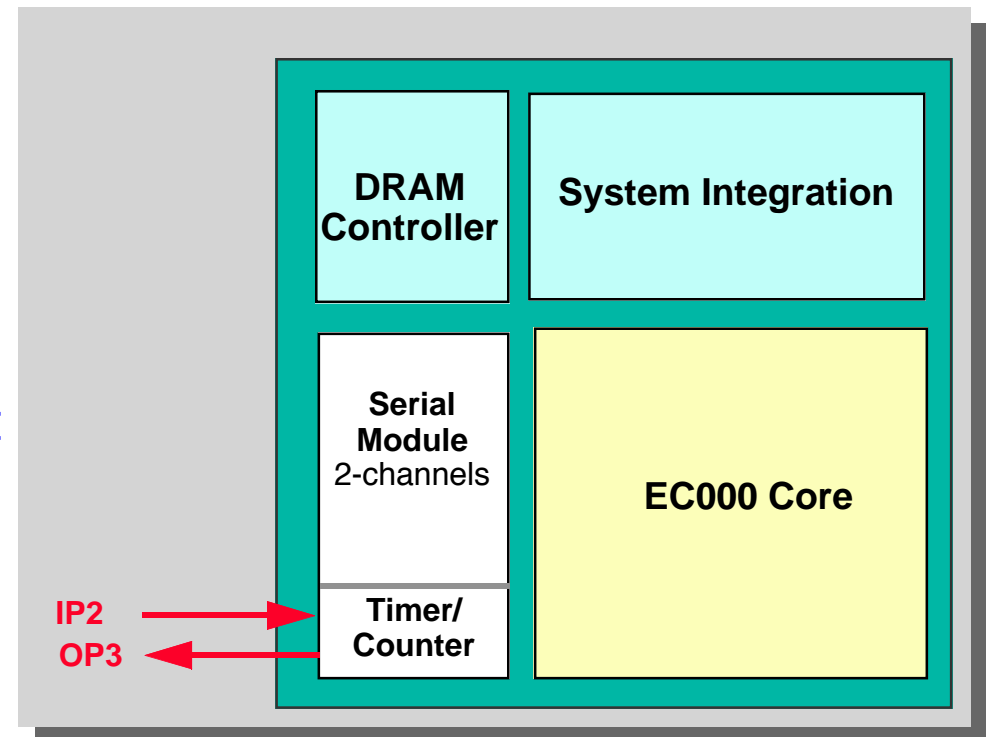 DRAM
Controller
System Integration
Serial
Module
2-channels
EC000 Core
IP2
OP3
Timer/
Counter